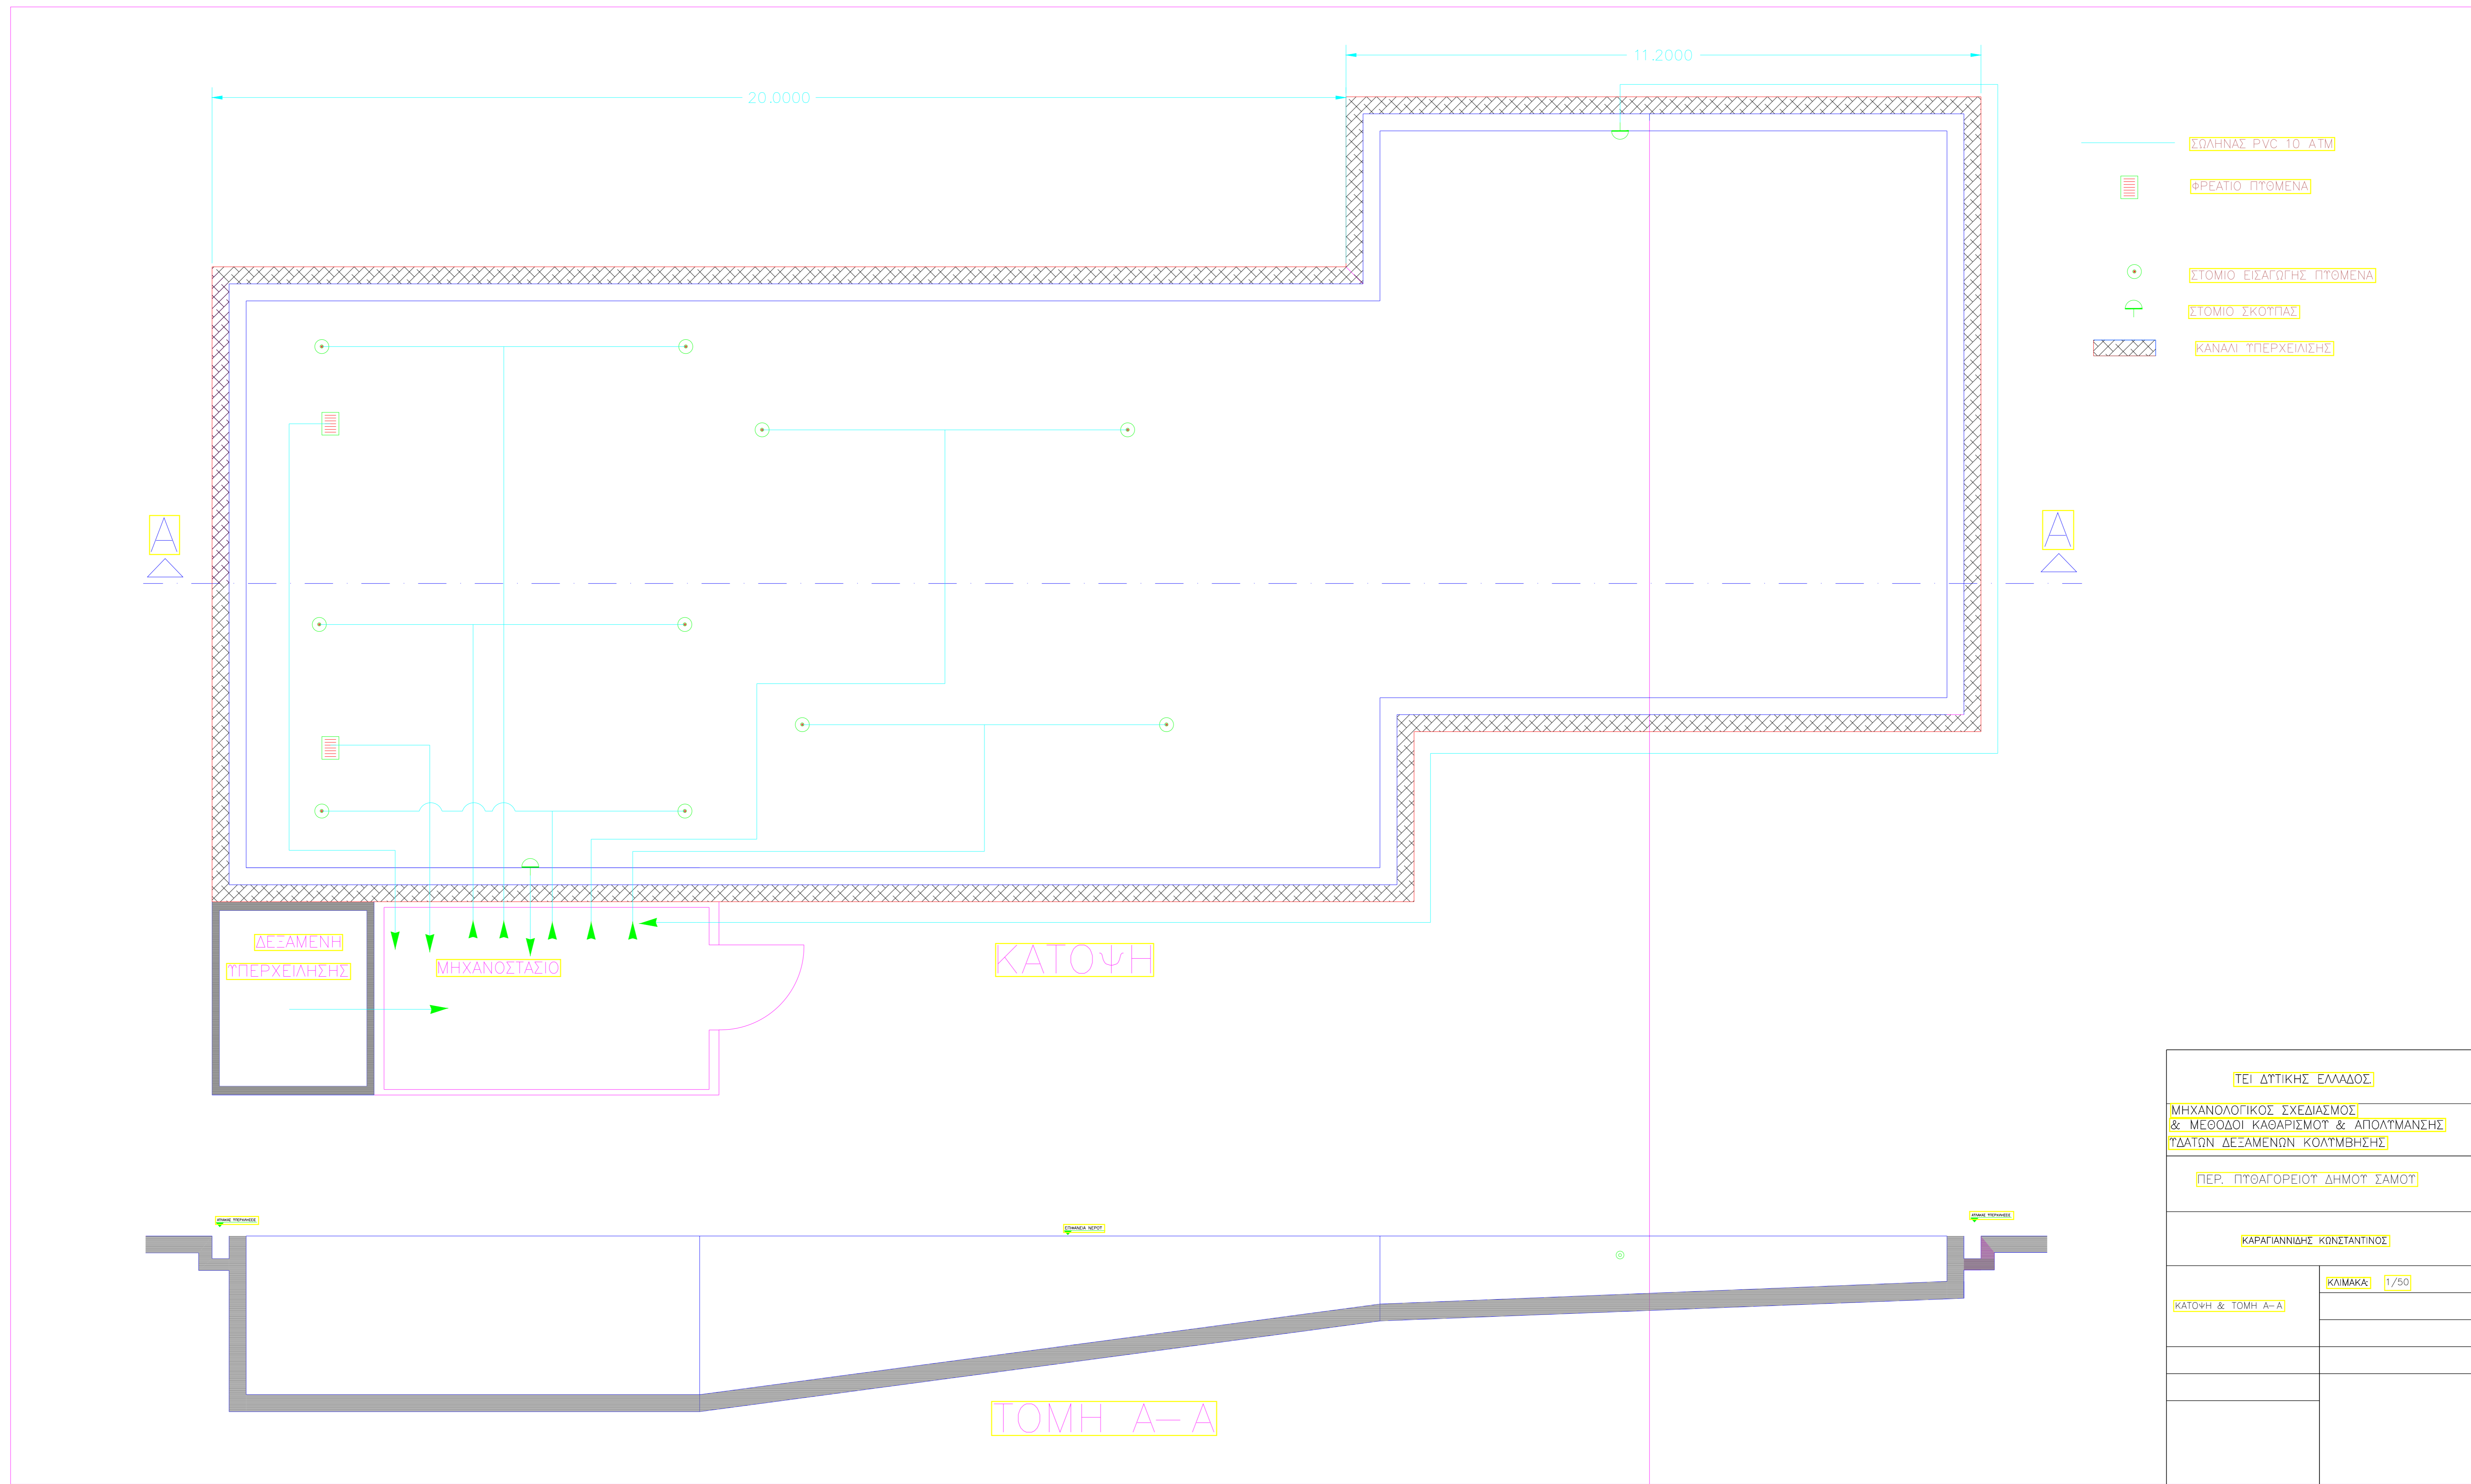 11.2000
20.0000
ΣΩΛΗΝΑΣ PVC 10 ATM
ΦΡΕΑΤΙΟ ΠΥΘΜΕΝΑ
ΣΤΟΜΙΟ ΕΙΣΑΓΩΓΗΣ ΠΥΘΜΕΝΑ
ΣΤΟΜΙΟ ΣΚΟΥΠΑΣ
ΚΑΝΑΛΙ ΥΠΕΡΧΕΙΛΙΣΗΣ
Α
Α
ΔΕΞΑΜΕΝΗ
ΥΠΕΡΧΕΙΛΗΣΗΣ
ΜΗΧΑΝΟΣΤΑΣΙΟ
ΚΑΤΟΨΗ
ΤΕΙ ΔΥΤΙΚΗΣ ΕΛΛΑΔΟΣ
ΜΗΧΑΝΟΛΟΓΙΚΟΣ ΣΧΕΔΙΑΣΜΟΣ
& ΜΕΘΟΔΟΙ ΚΑΘΑΡΙΣΜΟΥ & ΑΠΟΛΥΜΑΝΣΗΣ
ΥΔΑΤΩΝ ΔΕΞΑΜΕΝΩΝ ΚΟΛΥΜΒΗΣΗΣ
ΠΕΡ. ΠΥΘΑΓΟΡΕΙΟΥ ΔΗΜΟΥ ΣΑΜΟΥ
ΚΑΡΑΓΙΑΝΝΙΔΗΣ ΚΩΝΣΤΑΝΤΙΝΟΣ
ΚΛΙΜΑΚΑ: 1/50
ΚΑΤΟΨΗ & ΤΟΜΗ Α-Α
ΕΠΙΦΑΝΕΙΑ ΝΕΡΟΥ
ΤΟΜΗ Α-Α